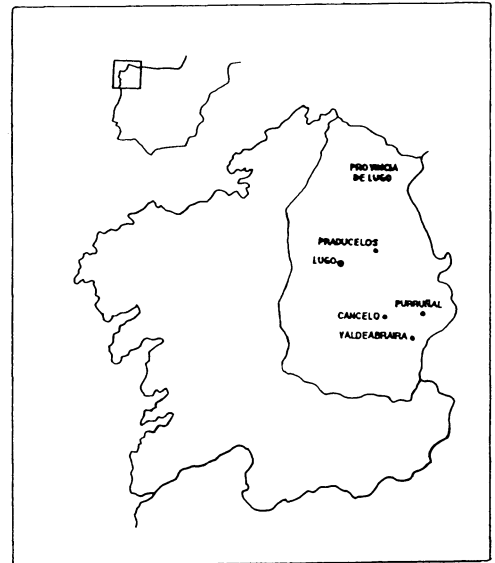 PROVINCIA
DE LUGO
PRADUCELOS
LUGO
PURRUÑAL
CANCELO
VALDEABRAIRA